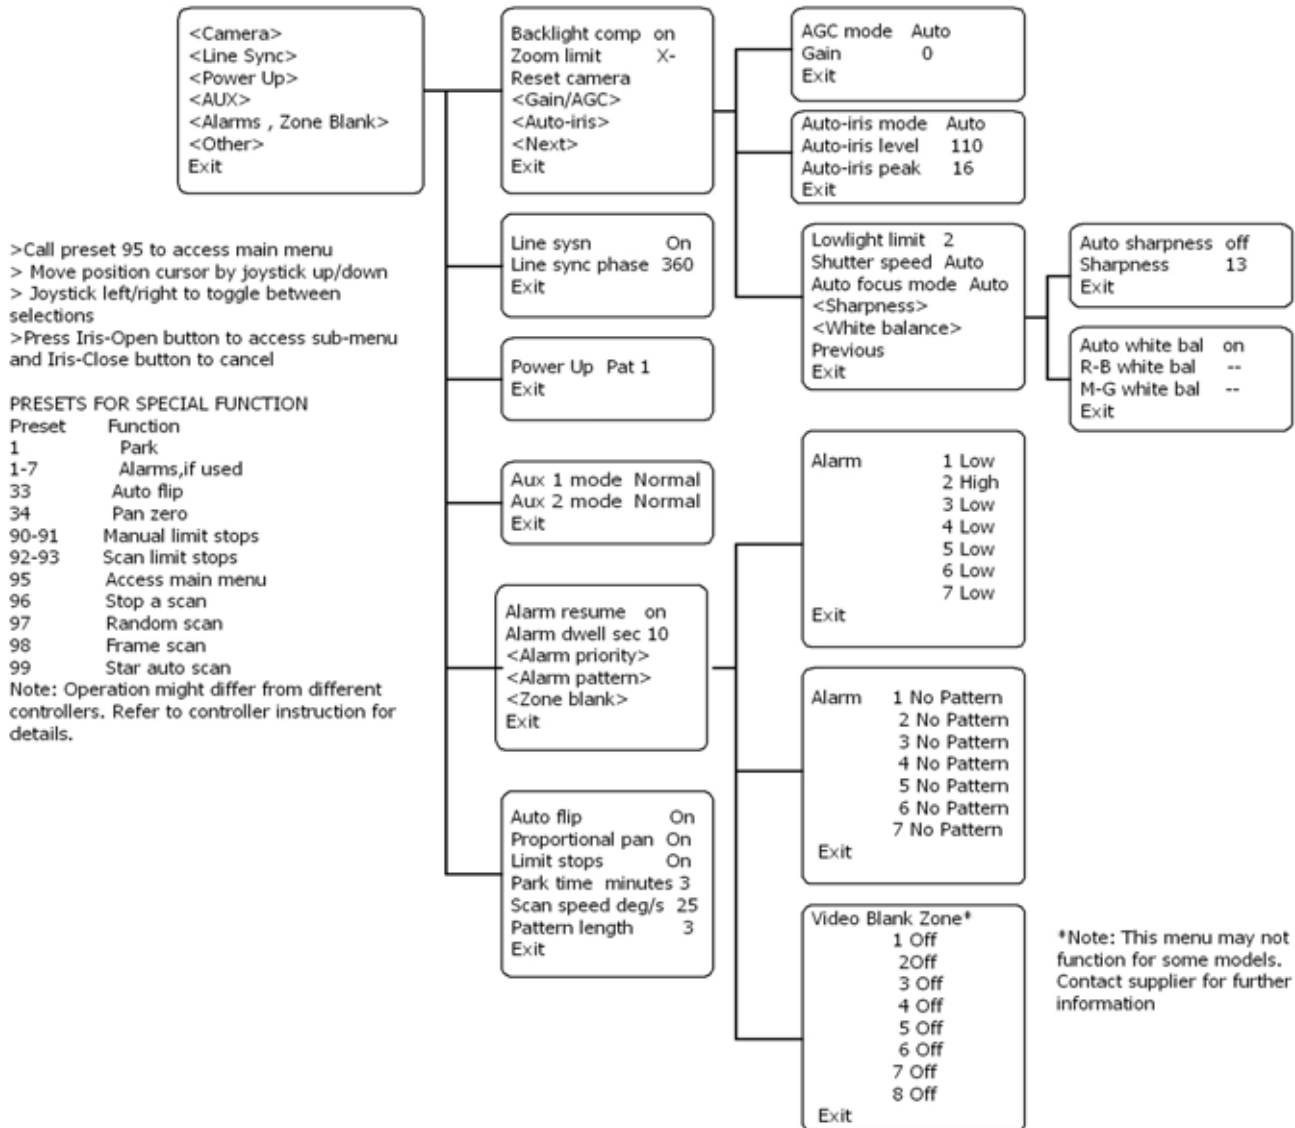 <Camera>
<Line Sync>
<Power Up>
<AUX>
<Alarms , Zone Blank>
<Other>
Exit
>Call preset 95 to access main menu
> Move position cursor by joystick up/down
> Joystick left/right to toggle between
selections
>Press Iris-Open button to access sub-menu
and Iris-Close button to cancel
PRESETS FOR SPECIAL FUNCTION
Preset Function
1 Park
1-7 Alarms,if used
33 Auto flip
34 Pan zero
90-91 Manual limit stops
92-93 Scan limit stops
95 Access main menu
96 Stop a scan
97 Random scan
98 Frame scan
99 Star auto scan
Note: Operation might differ from different
controllers. Refer to controller instruction for
details.
Backlight comp on
Zoom limit X-
Reset camera
<Gain/AGC>
<Auto-iris>
<Next>
Exit
Line sysn On
Line sync phase 360
Exit
Power Up Pat 1
Exit
Aux 1 mode Normal
Aux 2 mode Normal
Exit
Alarm resume on
Alarm dwell sec 10
<Alarm priority>
<Alarm pattern>
<Zone blank>
Exit
Auto flip On
Proportional pan On
Limit stops On
Park time minutes 3
Scan speed deg/s 25
Pattern length 3
Exit
AGC mode Auto
Gain 0
Exit
Auto-iris mode Auto
Auto-iris level 110
Auto-iris peak 16
Exit
Lowlight limit 2
Shutter speed Auto
Auto focus mode Auto
<Sharpness>
<White balance>
Previous
Exit
Auto sharpness off
Sharpness 13
Exit
Auto white bal on
R-B white bal --
M-G white bal --
Exit
Alarm 1 Low
2 High
3 Low
4 Low
5 Low
6 Low
7 Low
Exit
Alarm 1 No Pattern
2 No Pattern
3 No Pattern
4 No Pattern
5 No Pattern
6 No Pattern
7 No Pattern
Exit
Video Blank Zone*
1 Off
2Off
3 Off
4 Off
5 Off
6 Off
7 Off
8 Off
Exit
*Note: This menu may not
function for some models.
Contact supplier for further
information